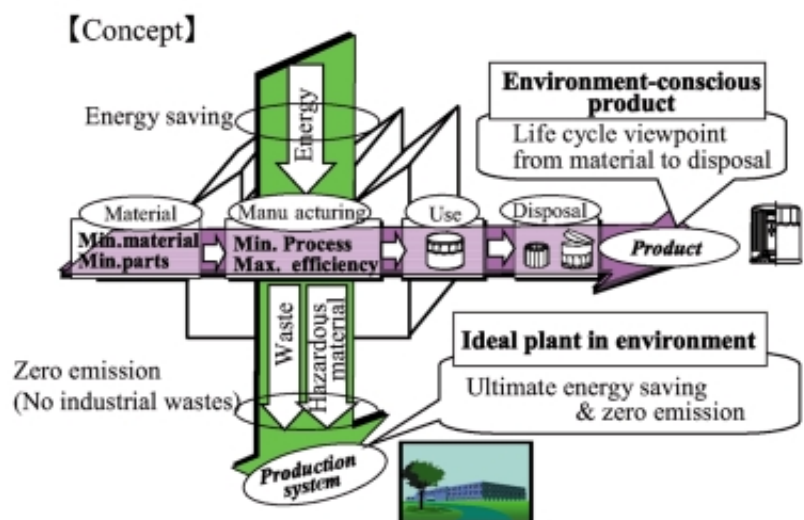 【Concept】
Energy saving
Energy
Environment-conscious
product
Life cycle viewpoint
from material to disposal
Material
Manu acturing
Use
Disposal
Min.material
Min.parts
Min. Process
Max. efficiency
Product
Waste
Hazardous
material
Zero emission
(No industrial wastes)
Ideal plant in environment
Ultimate energy saving
& zero emission
Production
system